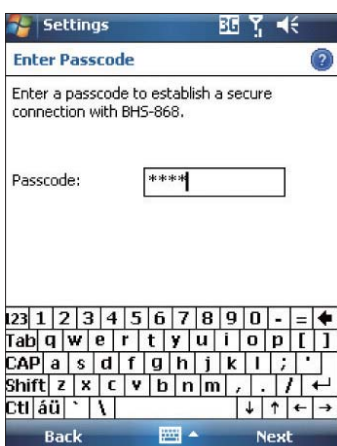 Settings 3G
Enter Passcode ?
Enter a passcode to establish a secure
connection with BHS-868.
Passcode: ****
123 1 2 3 4 5 6 7 8 9 0 - =
Tab q w e r t y u i o p [ ]
CAP a s d f g h j k l ; '
Shift z x c v b n m , . /
Ctl áü ` \
Back Next